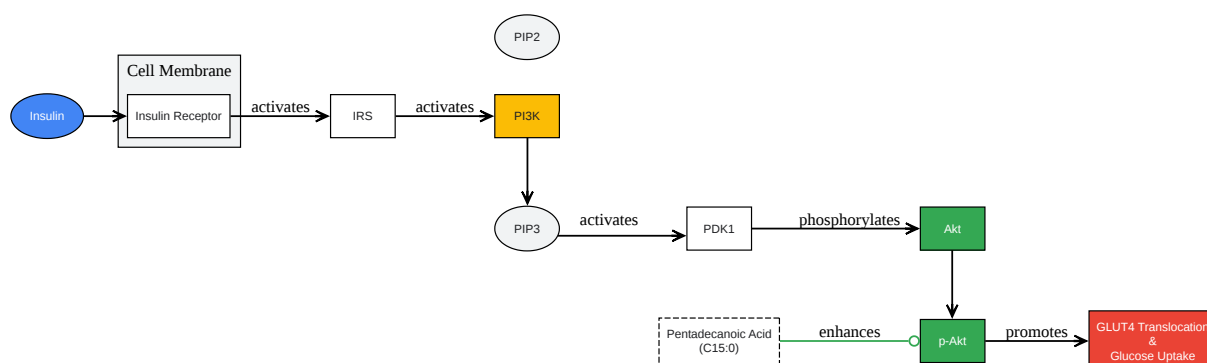 PIP2
Cell Membrane
Insulin
Insulin Receptor
activates
IRS
activates
PI3K
PIP3
activates
PDK1
phosphorylates
Akt
Pentadecanoic Acid
(C15:0)
enhances
p-Akt
promotes
GLUT4 Translocation
&
Glucose Uptake